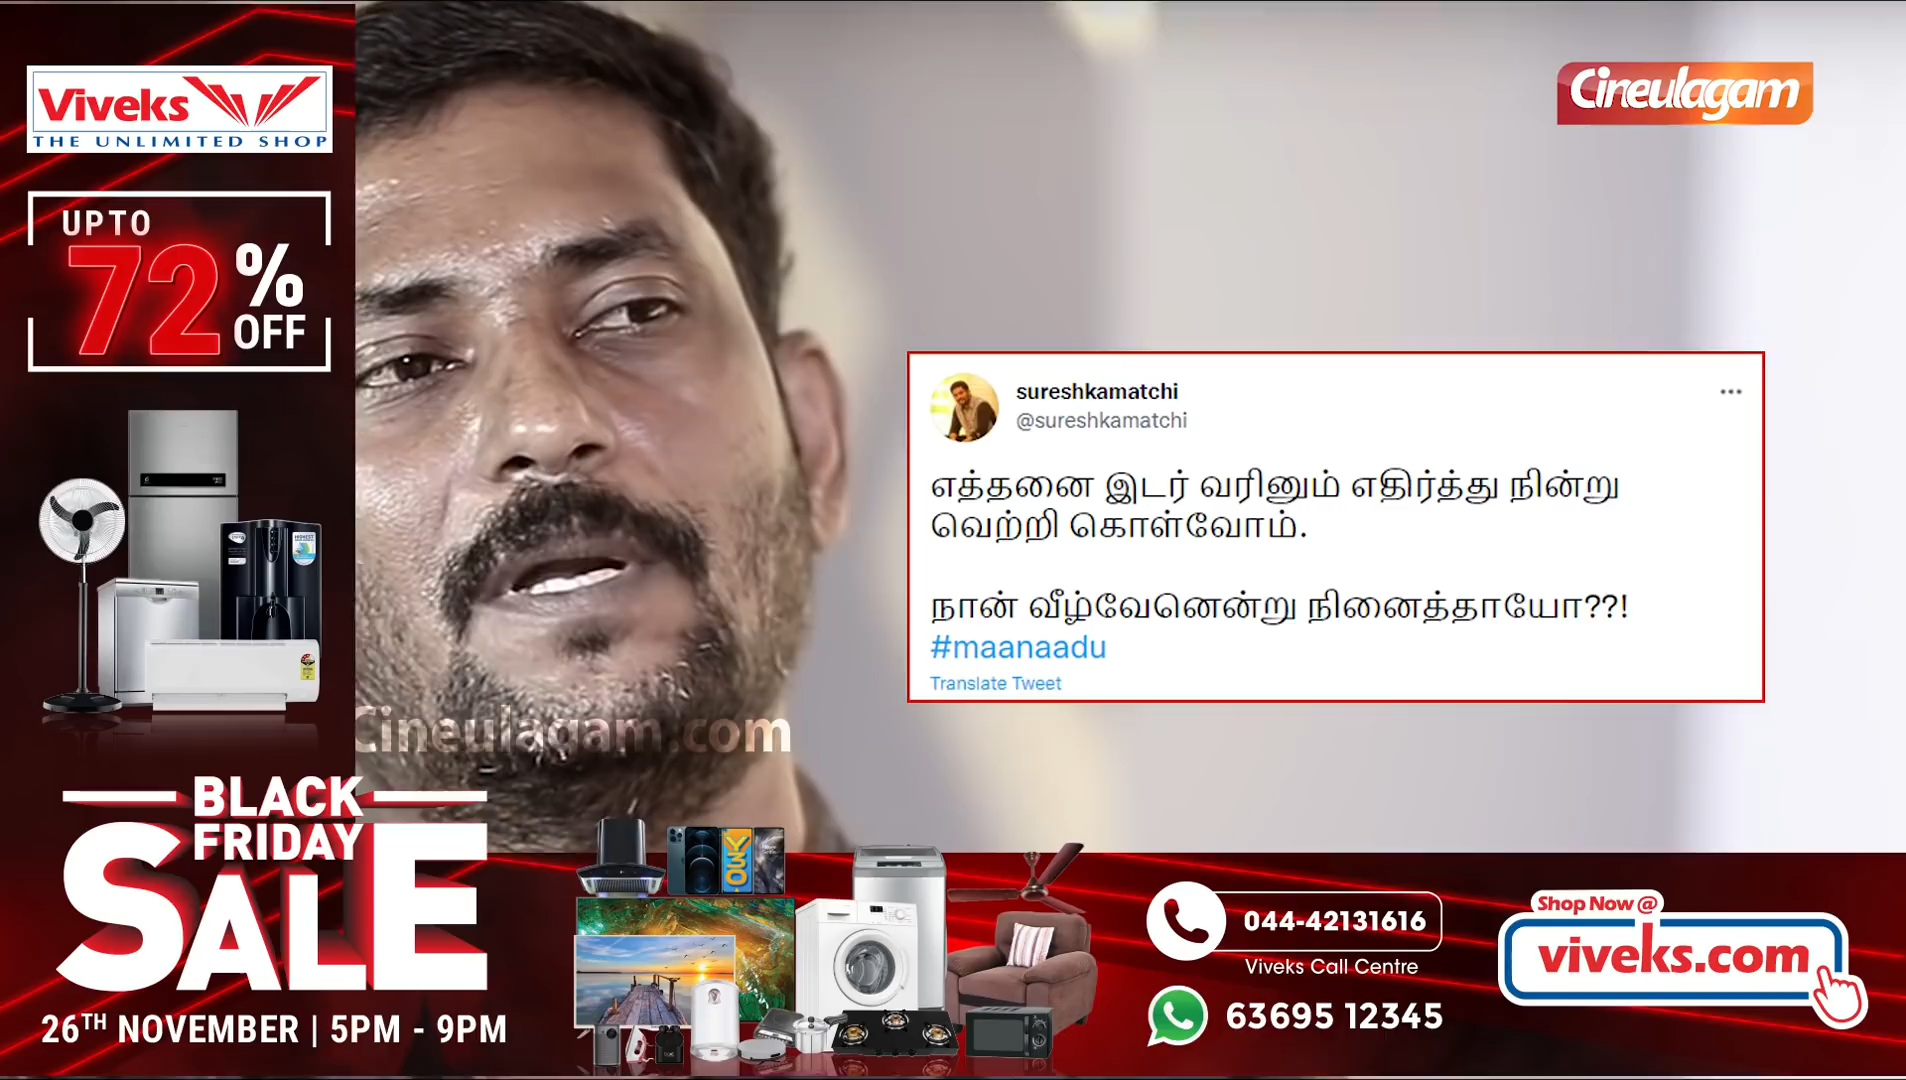 Viveks
THE UNLIMITED SHOP
UPTO
72%
OFF
Cineulagam
sureshkamatchi
@sureshkamatchi
எத்தனை இடர் வரினும் எதிர்த்து நின்று
வெற்றி கொள்வோம்.
நான் வீழ்வேனென்று நினைத்தாயோ??!
#maanaadu
Translate Tweet
Cineulagam.com
BLACK
FRIDAY
SALE
26TH NOVEMBER | 5PM - 9PM
Y30
044-42131616
Viveks Call Centre
63695 12345
Shop Now @
viveks.com